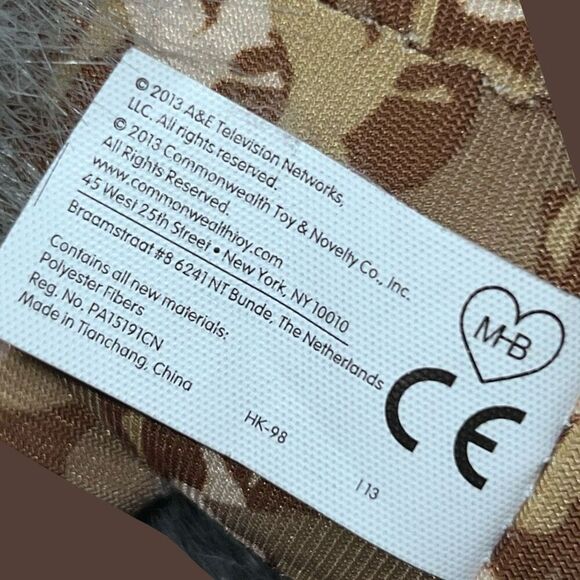 © 2013 A&E Television Networks,
LLC. All rights reserved.
© 2013 Commonwealth Toy & Novelty Co., Inc.
All Rights Reserved.
www.commonwealthtoy.com
45 West 25th Street • New York, NY 10010
Braamstraat #8 6241 NT Bunde, The Netherlands
Contains all new materials:
Polyester Fibers
Reg. No. PA15191CN
Made in Tianchang, China
HK-98
113
M-B
CE